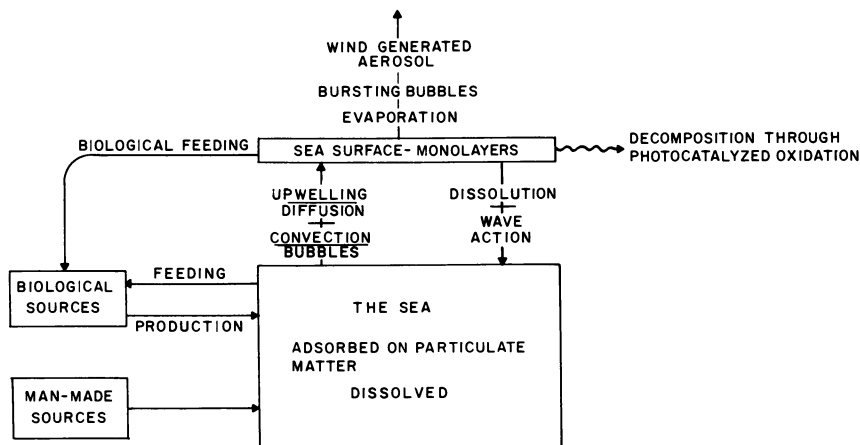 WIND GENERATED
AEROSOL
BURSTING BUBBLES
EVAPORATION
BIOLOGICAL FEEDING
SEA SURFACE-MONOLAYERS
DECOMPOSITION THROUGH
PHOTOCATALYZED OXIDATION
UPWELLING
DIFFUSION
CONVECTION
BUBBLES
DISSOLUTION
WAVE
ACTION
FEEDING
BIOLOGICAL
SOURCES
PRODUCTION
THE SEA
ADSORBED ON PARTICULATE
MATTER
DISSOLVED
MAN-MADE
SOURCES